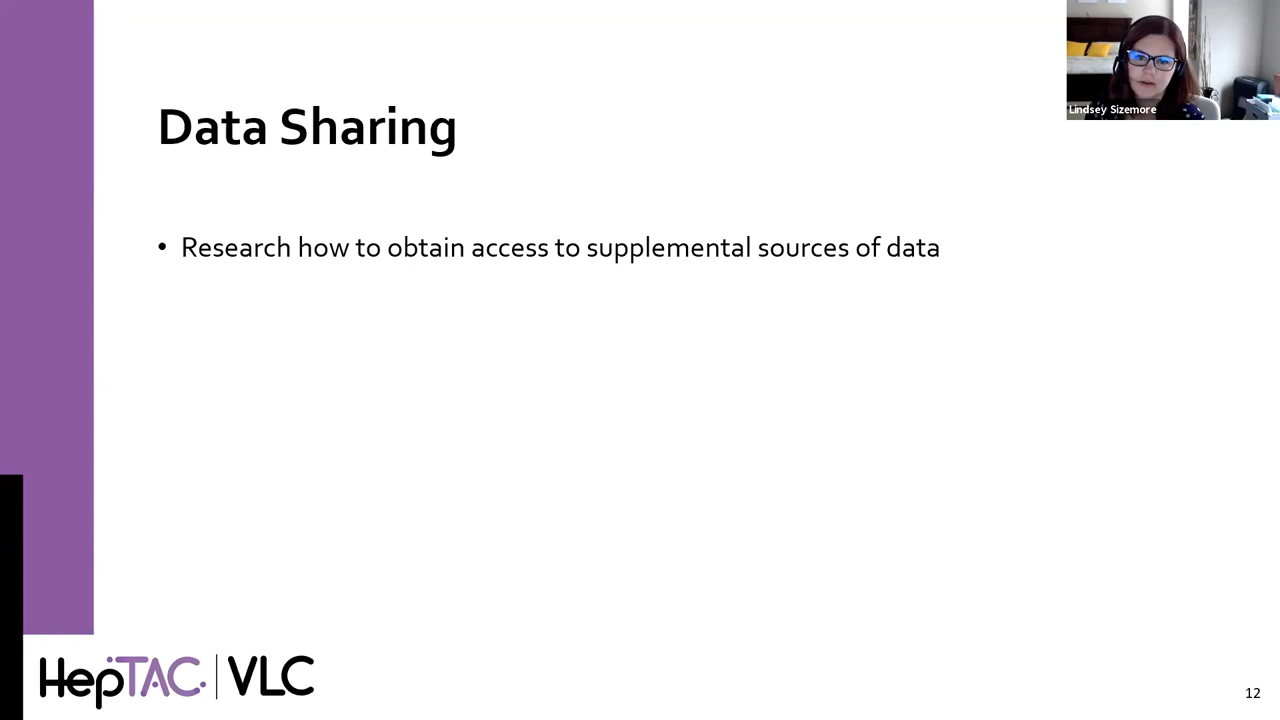 Lindsey Sizemore
Data Sharing
• Research how to obtain access to supplemental sources of data
HepTAC | VLC
12